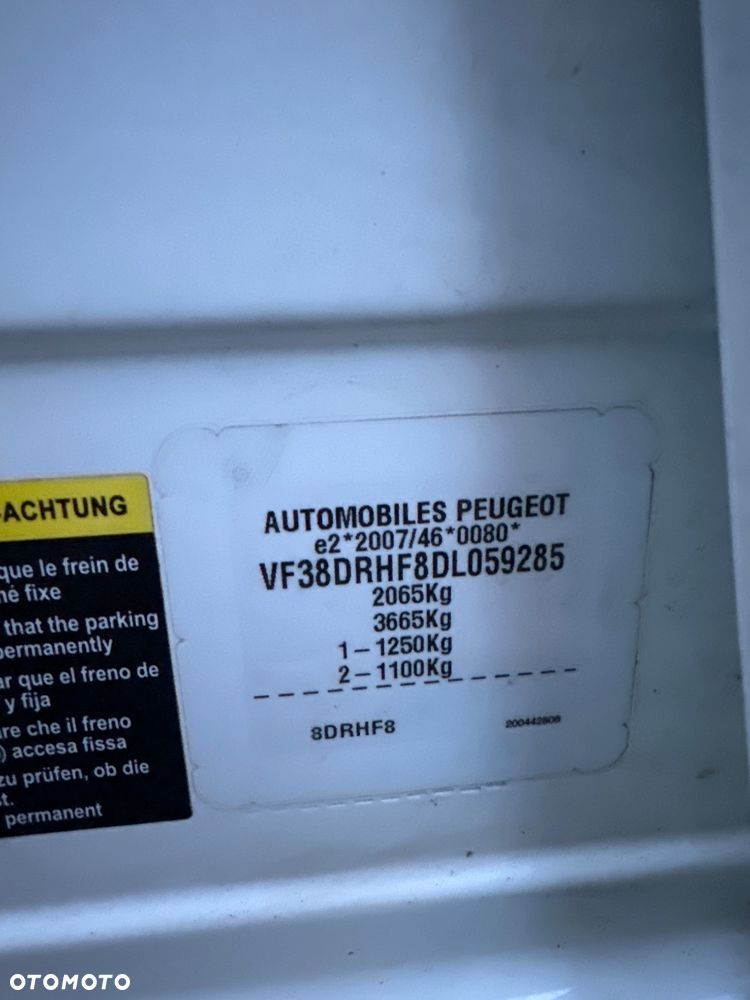 -ACHTUNG
que le frein de
né fixe
that the parking
permanently
ar que el freno de
y fija
are che il freno
) accesa fissa
zu prüfen, ob die
st.
permanent
AUTOMOBILES PEUGEOT
e2*2007/46*0080*
VF38DRHF8DL059285
2065Kg
3665Kg
1-1250Kg
2-1100Kg
8DRHF8
200442806
OTOMOTO